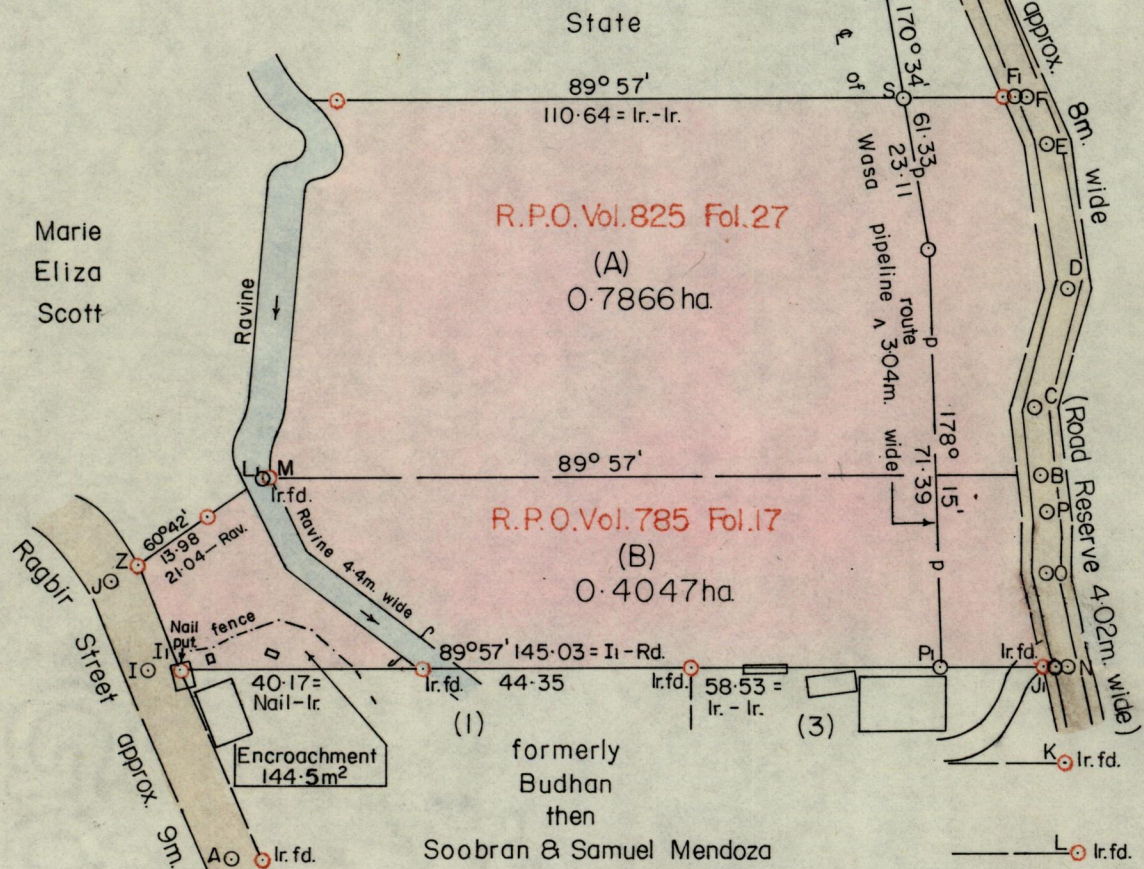 State
170° 34'
approx.
8m. wide
℄ of
89° 57'
110·64 = Ir.-Ir.
S
F1
F
E
61·33
23·11
p
Wasa pipeline ^ 3·04m. wide
route
R.P.O. Vol. 825 Fol. 27
(A)
0·7866 ha.
Marie
Eliza
Scott
Ravine
D
p
C
178° 15'
71·39
(Road Reserve 4·02m. wide)
L1
M
Ir. fd.
89° 57'
B
P
O
60° 42'
13·98
21·04 — Rav.
Z
J
Ravine 4·4m. wide
R.P.O. Vol. 785 Fol. 17
(B)
0·4047 ha.
p
Ragbir Street approx. 9m.
Nail put
fence
I1
I
89° 57' 145·03 = I1 - Rd.
P1
Ir. fd.
J1
N
40·17 =
Nail-Ir.
Ir. fd.
44·35
Ir. fd.
58·53 =
Ir. - Ir.
(1)
(3)
Encroachment
144·5m²
formerly
Budhan
then
Soobran & Samuel Mendoza
K
Ir. fd.
L
Ir. fd.
A
Ir. fd.